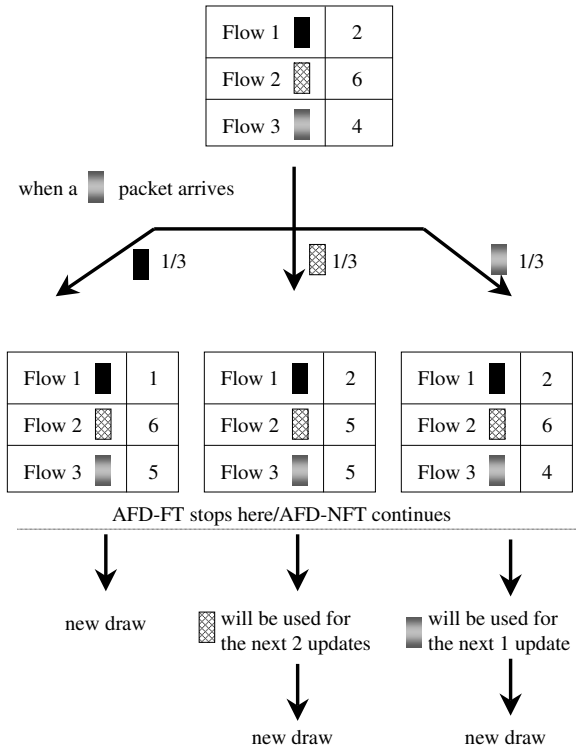 Flow 1 2
Flow 2 6
Flow 3 4
when a packet arrives
1/3 1/3 1/3
Flow 1 1 Flow 1 2 Flow 1 2
Flow 2 6 Flow 2 5 Flow 2 6
Flow 3 5 Flow 3 5 Flow 3 4
AFD-FT stops here/AFD-NFT continues
new draw
will be used for
the next 2 updates
will be used for
the next 1 update
new draw new draw